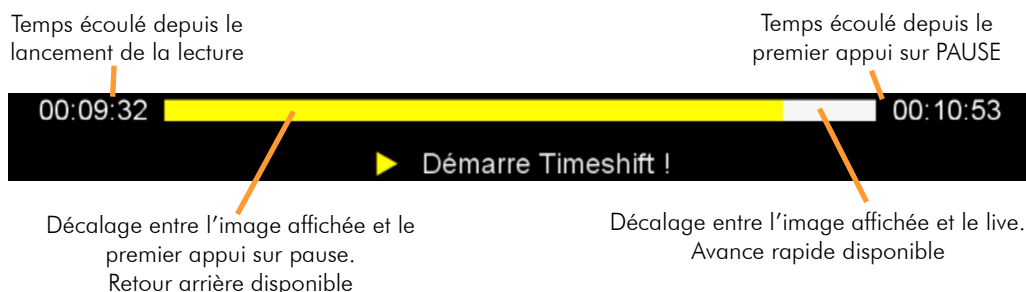 Temps écoulé depuis le
lancement de la lecture
Temps écoulé depuis le
premier appui sur PAUSE
00:09:32
00:10:53
Démarre Timeshift !
Décalage entre l'image affichée et le
premier appui sur pause.
Retour arrière disponible
Décalage entre l'image affichée et le live.
Avance rapide disponible